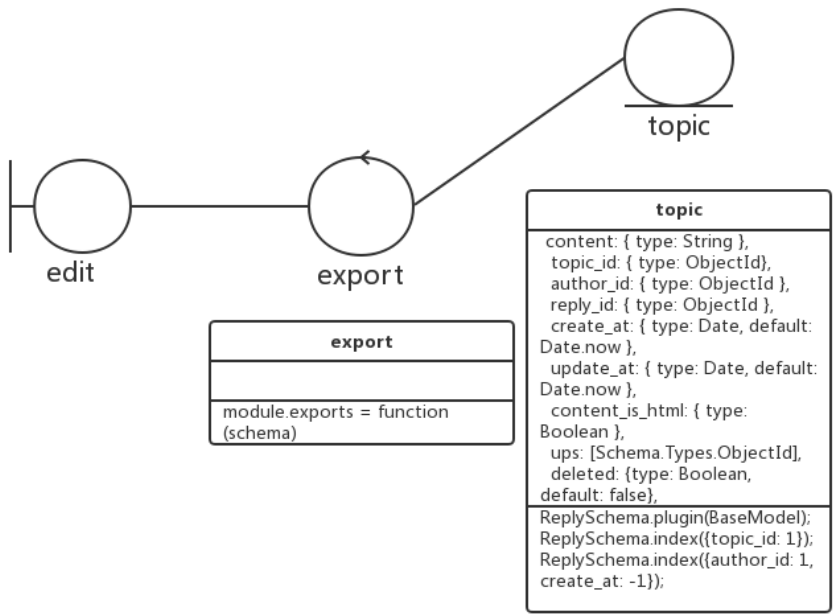 topic
edit
export
export
module.exports = function
(schema)
topic
content: { type: String },
topic_id: { type: ObjectId},
author_id: { type: ObjectId },
reply_id: { type: ObjectId },
create_at: { type: Date, default:
Date.now },
update_at: { type: Date, default:
Date.now },
content_is_html: { type:
Boolean },
ups: [Schema.Types.ObjectId],
deleted: {type: Boolean,
default: false},
ReplySchema.plugin(BaseModel);
ReplySchema.index({topic_id: 1});
ReplySchema.index({author_id: 1,
create_at: -1});